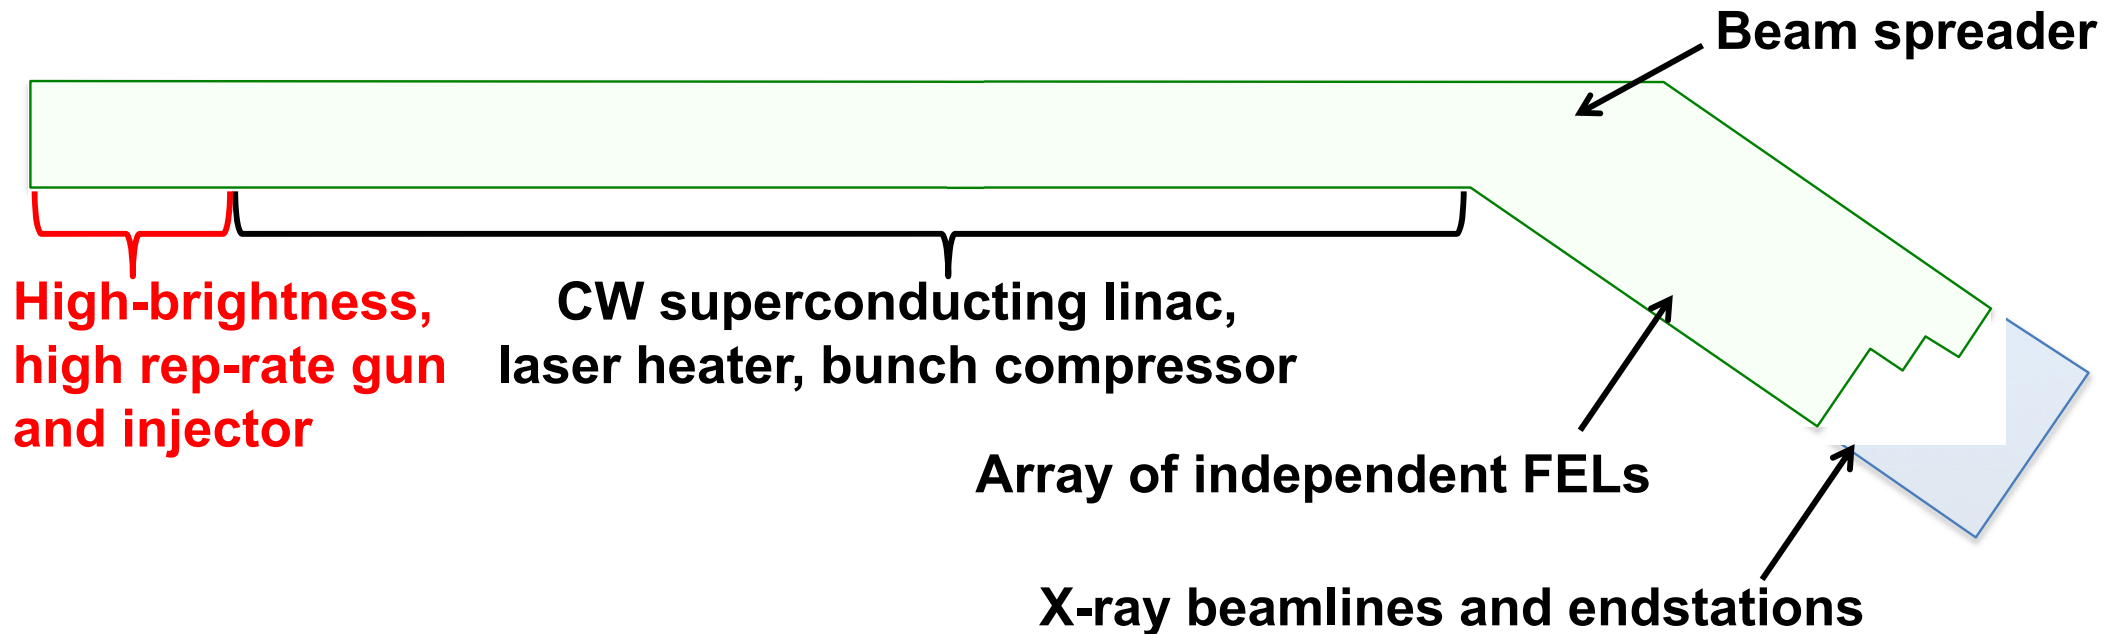 Beam spreader
High-brightness,
high rep-rate gun
and injector
CW superconducting linac,
laser heater, bunch compressor
Array of independent FELs
X-ray beamlines and endstations